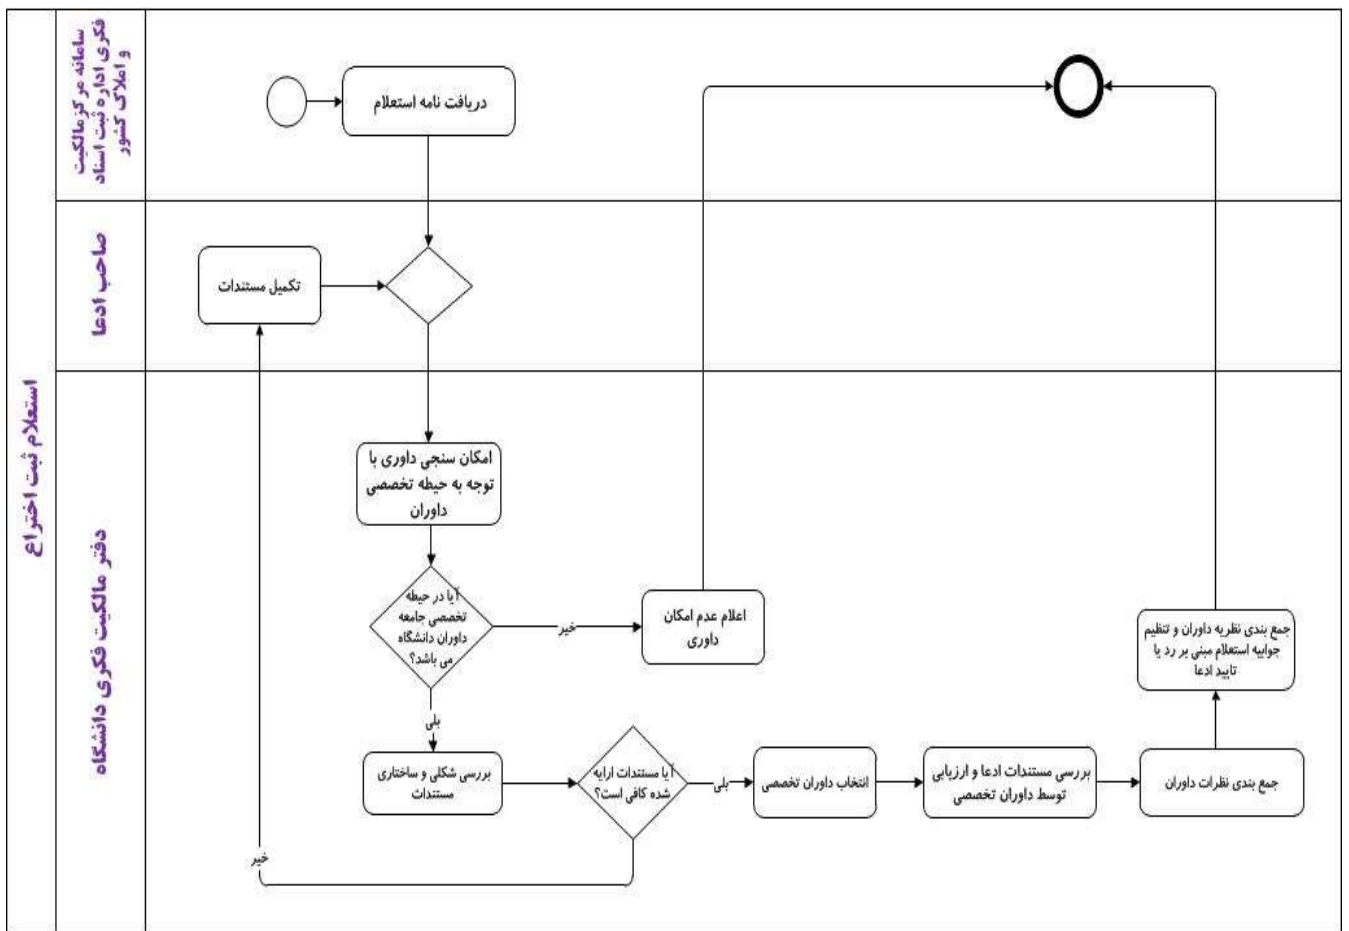 استعلام ثبت اختراع
سامانه مرکز مالکیت
فکری اداره ثبت اسناد
و املاک کشور
دریافت نامه استعلام
صاحب ادعا
تکمیل مستندات
دفتر مالکیت فکری دانشگاه
امکان سنجی داوری با
توجه به حیطه تخصصی
داوران
آیا در حیطه
تخصصی جامعه
داوران دانشگاه
می باشد؟
خیر
اعلام عدم امکان
داوری
بلی
بررسی شکلی و ساختاری
مستندات
آیا مستندات ارایه
شده کافی است؟
خیر
بلی
انتخاب داوران تخصصی
بررسی مستندات ادعا و ارزیابی
توسط داوران تخصصی
جمع بندی نظرات داوران
جمع بندی نظریه داوران و تنظیم
جوابیه استعلام مبنی بر رد یا
تایید ادعا